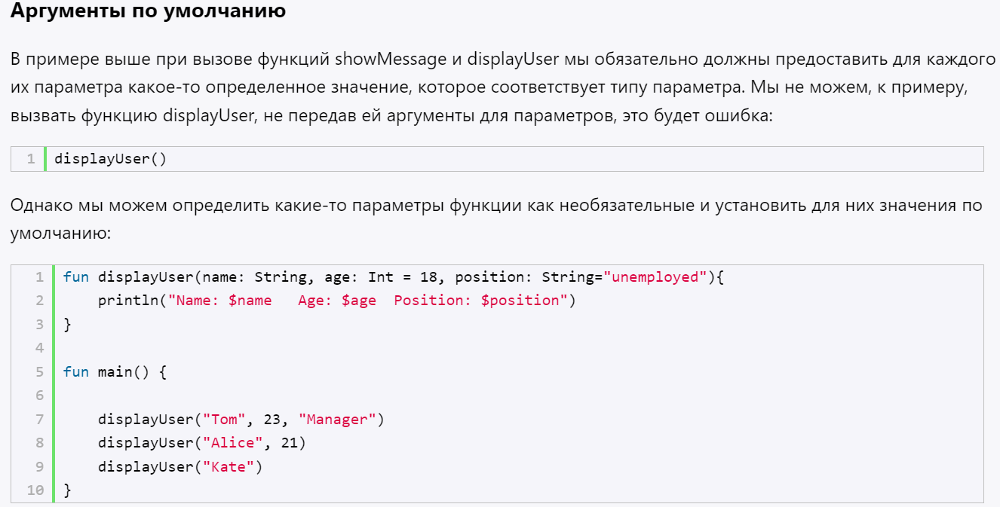 Аргументы по умолчанию
В примере выше при вызове функций showMessage и displayUser мы обязательно должны предоставить для каждого
их параметра какое-то определенное значение, которое соответствует типу параметра. Мы не можем, к примеру,
вызвать функцию displayUser, не передав ей аргументы для параметров, это будет ошибка:
1 displayUser()
Однако мы можем определить какие-то параметры функции как необязательные и установить для них значения по
умолчанию:
1 fun displayUser(name: String, age: Int = 18, position: String="unemployed"){
2     println("Name: $name   Age: $age  Position: $position")
3 }
4
5 fun main() {
6
7     displayUser("Tom", 23, "Manager")
8     displayUser("Alice", 21)
9     displayUser("Kate")
10 }